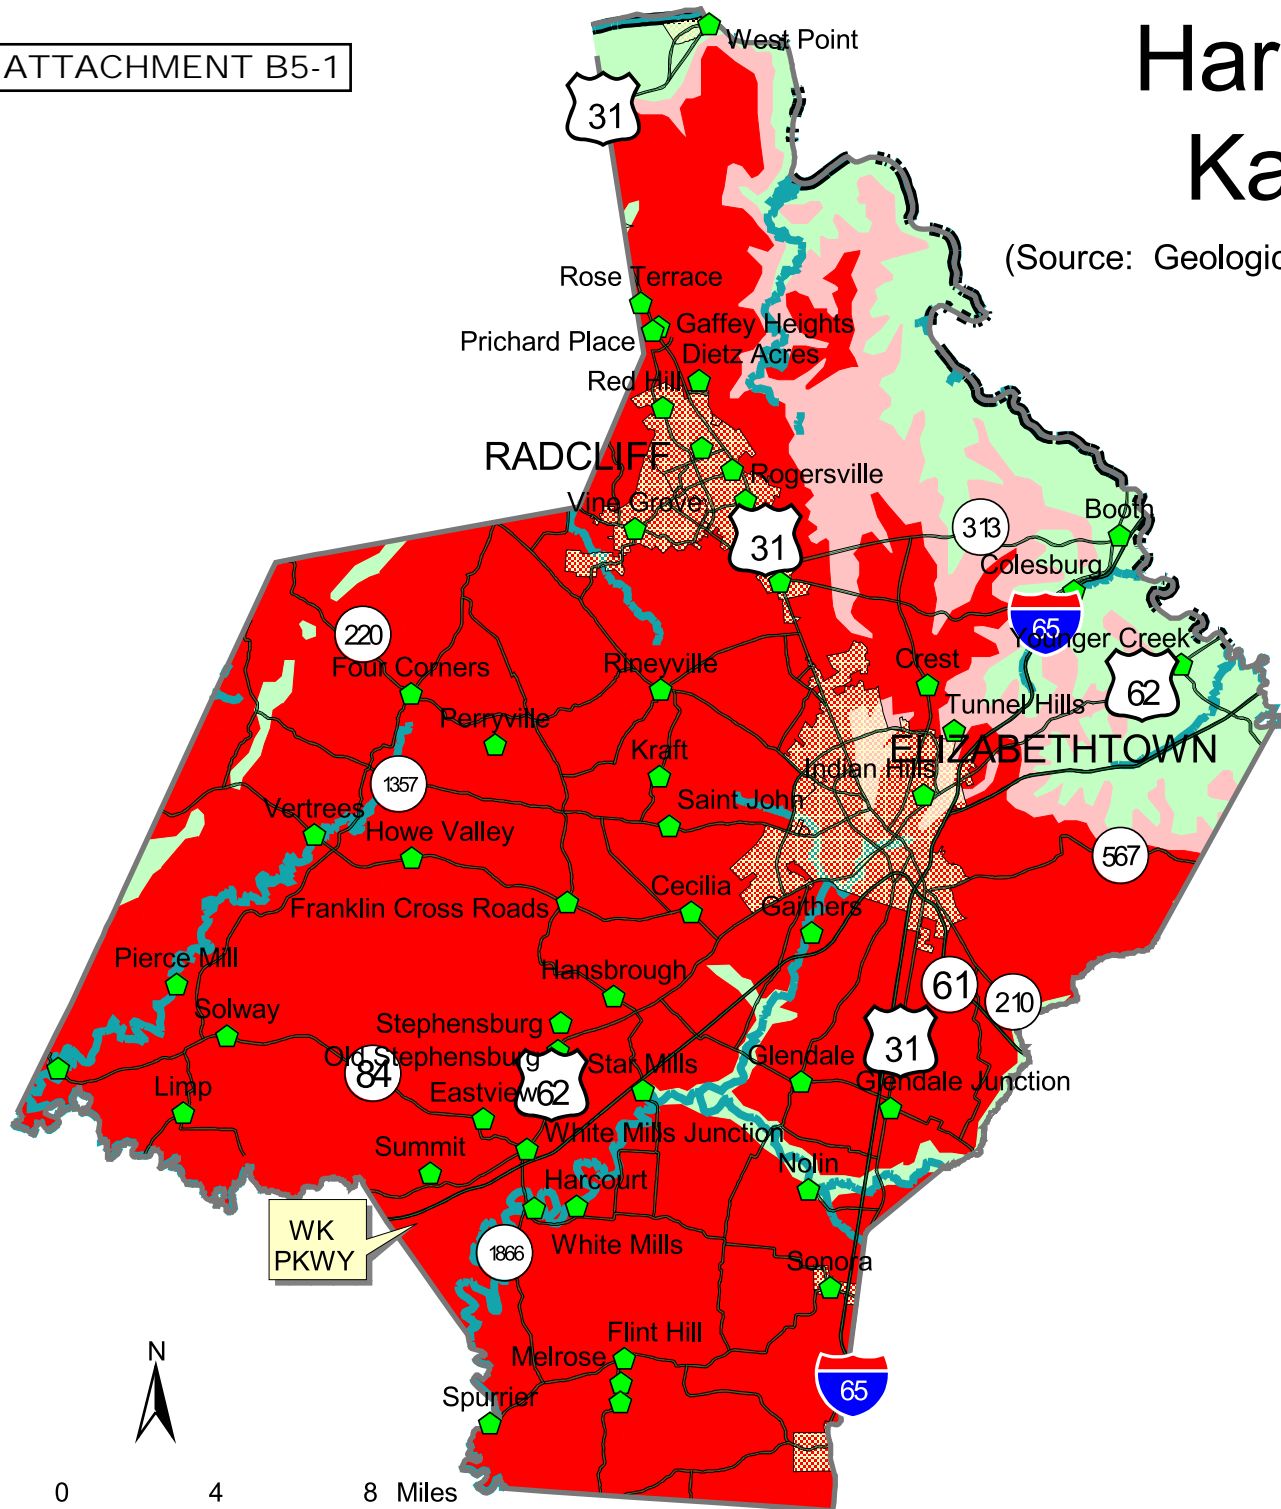 ATTACHMENT B5-1
Har
Ka
(Source: Geologic
West Point
31
Rose Terrace
Gaffey Heights
Prichard Place
Dietz Acres
Red Hill
RADCLIFF
Rogersville
Vine Grove
Booth
313
31
Colesburg
65
220
Younger Creek
Four Corners
Rineyville
Crest
62
Perryville
Tunnel Hills
ELIZABETHTOWN
Kraft
Indian Hills
1357
Saint John
Vertrees
Howe Valley
567
Cecilia
Franklin Cross Roads
Gaithers
Pierce Mill
Hansbrough
61
210
Solway
Stephensburg
31
Old Stephensburg
Star Mills
Glendale
84
Limp
Eastview
62
Glendale Junction
White Mills Junction
Summit
Nolin
Harcourt
WK
PKWY
1866
White Mills
Sonora
Flint Hill
Melrose
N
65
Spurrier
0 4 8 Miles